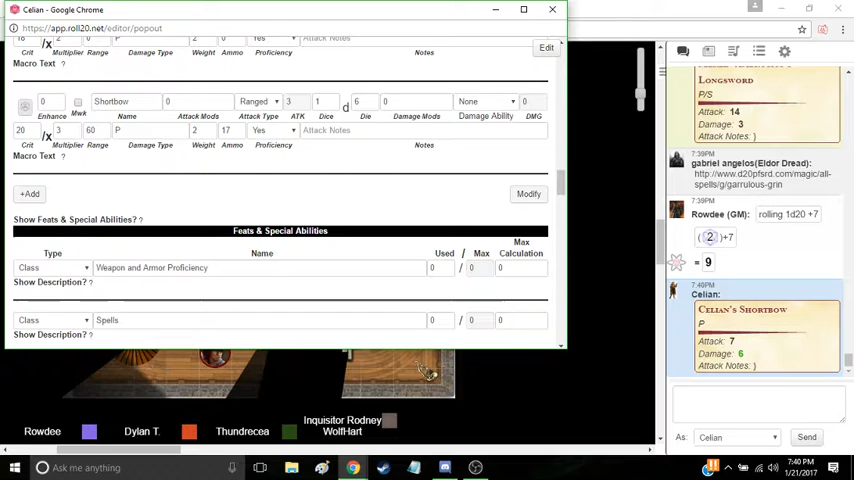 Celian - Google Chrome
https://app.roll20.net/editor/popout
18 /x 2 0 P 2 0 Yes Attack Notes
Crit Multiplier Range Damage Type Weight Ammo Proficiency Notes
Edit
Macro Text ?
0 Shortbow 0 Ranged 3 1 d 6 0 None 0
Enhance Mwk Name Attack Mods Attack Type ATK Dice Die Damage Mods Damage Ability DMG
20 /x 3 60 P 2 17 Yes Attack Notes
Crit Multiplier Range Damage Type Weight Ammo Proficiency Notes
Macro Text ?
+Add Modify
Show Feats & Special Abilities?
Feats & Special Abilities
Type Name Used / Max Max Calculation
Class Weapon and Armor Proficiency 0 / 0 0
Show Description?
Class Spells 0 / 0 0
Show Description?
Rowdee Dylan T. Thundrecea Inquisitor Rodney WolfHart
Longsword
P/S
Attack: 14
Damage: 3
Attack Notes: }
7:39PM
gabriel angelos(Eldor Dread):
http://www.d20pfsrd.com/magic/all-
spells/g/garrulous-grin
7:39PM
Rowdee (GM): rolling 1d20 +7
(2)+7
= 9
7:40PM
Celian:
Celian's Shortbow
P
Attack: 7
Damage: 6
Attack Notes: }
As: Celian Send
Ask me anything
7:40 PM
1/21/2017